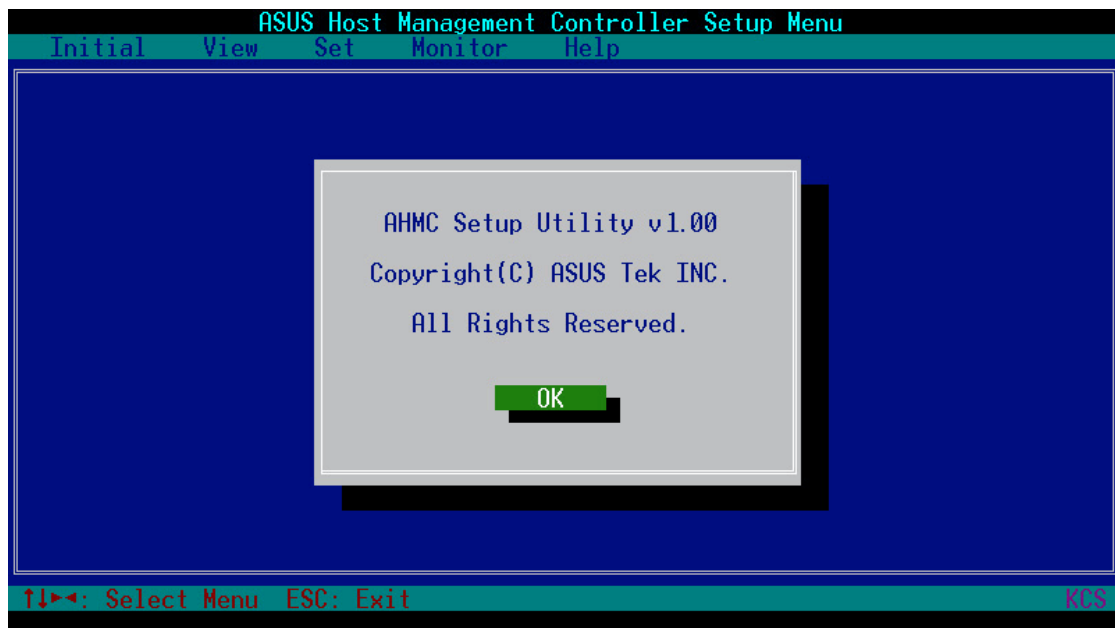 ASUS Host Management Controller Setup Menu
Initial View Set Monitor Help
AHMC Setup Utility v1.00
Copyright(C) ASUS Tek INC.
All Rights Reserved.
OK
↑↓►◄: Select Menu ESC: Exit KCS